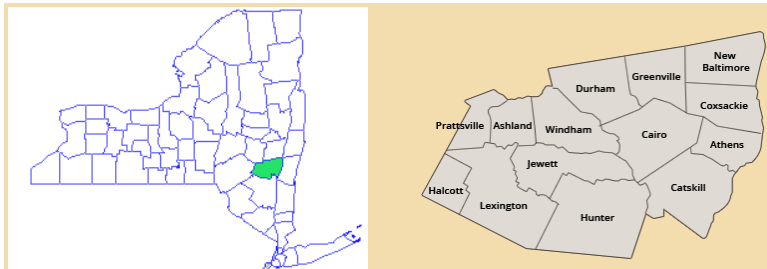 New
Baltimore
Greenville
Durham
Coxsackie
Prattsville
Ashland
Windham
Cairo
Athens
Jewett
Halcott
Catskill
Lexington
Hunter